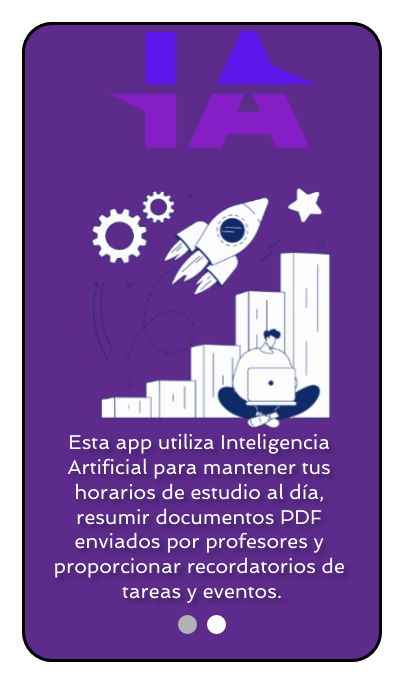 IA
Esta app utiliza Inteligencia
Artificial para mantener tus
horarios de estudio al día,
resumir documentos PDF
enviados por profesores y
proporcionar recordatorios de
tareas y eventos.